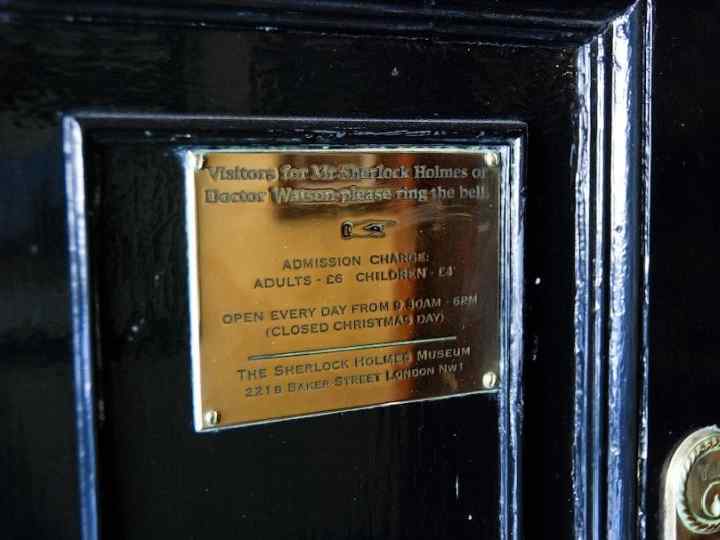 Visitors for Mr Sherlock Holmes or
Doctor Watson please ring the bell.
ADMISSION CHARGE:
ADULTS - £6 CHILDREN - £4
OPEN EVERY DAY FROM 9.30AM - 6PM
(CLOSED CHRISTMAS DAY)
THE SHERLOCK HOLMES MUSEUM
221B BAKER STREET LONDON NW1